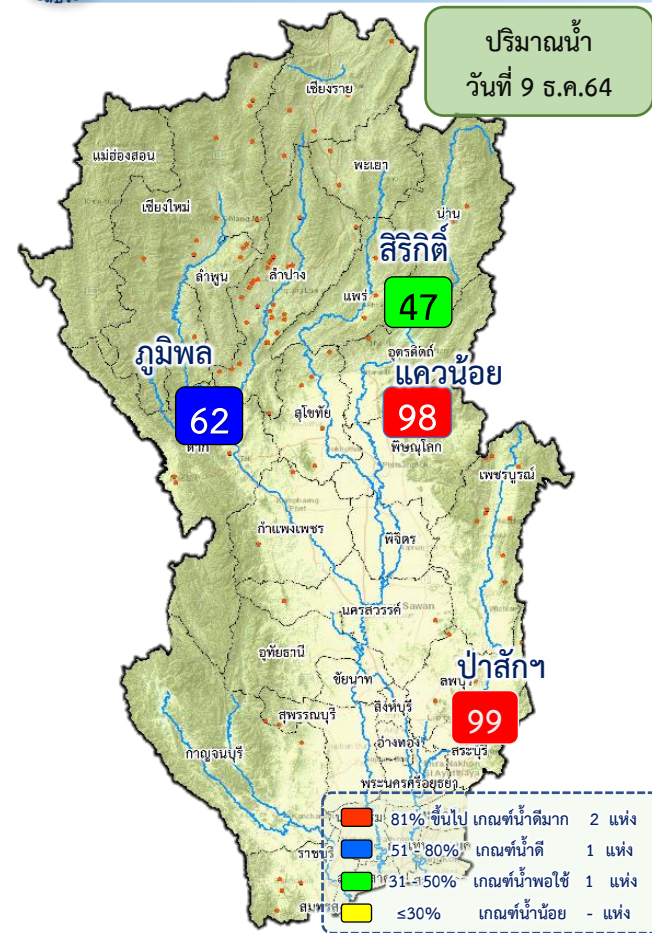 ปริมาณน้ำ
วันที่ 9 ธ.ค.64
เชียงราย
แม่ฮ่องสอน
พะเยา
เชียงใหม่
น่าน
สิริกิติ์
ลำพูน
ลำปาง
แพร่
47
อุตรดิตถ์
ภูมิพล
แควน้อย
62
สุโขทัย
98
ตาก
พิษณุโลก
เพชรบูรณ์
กำแพงเพชร
พิจิตร
นครสวรรค์
Sawan
อุทัยธานี
ป่าสักฯ
ชัยนาท
ลพบุรี
สุพรรณบุรี
สิงห์บุรี
99
อ่างทอง
กาญจนบุรี
สระบุรี
พระนครศรีอยุธยา
81% ขึ้นไป เกณฑ์น้ำดีมาก 2 แห่ง
51 - 80% เกณฑ์น้ำดี 1 แห่ง
ราชบุรี
31 - 50% เกณฑ์น้ำพอใช้ 1 แห่ง
≤30% เกณฑ์น้ำน้อย - แห่ง